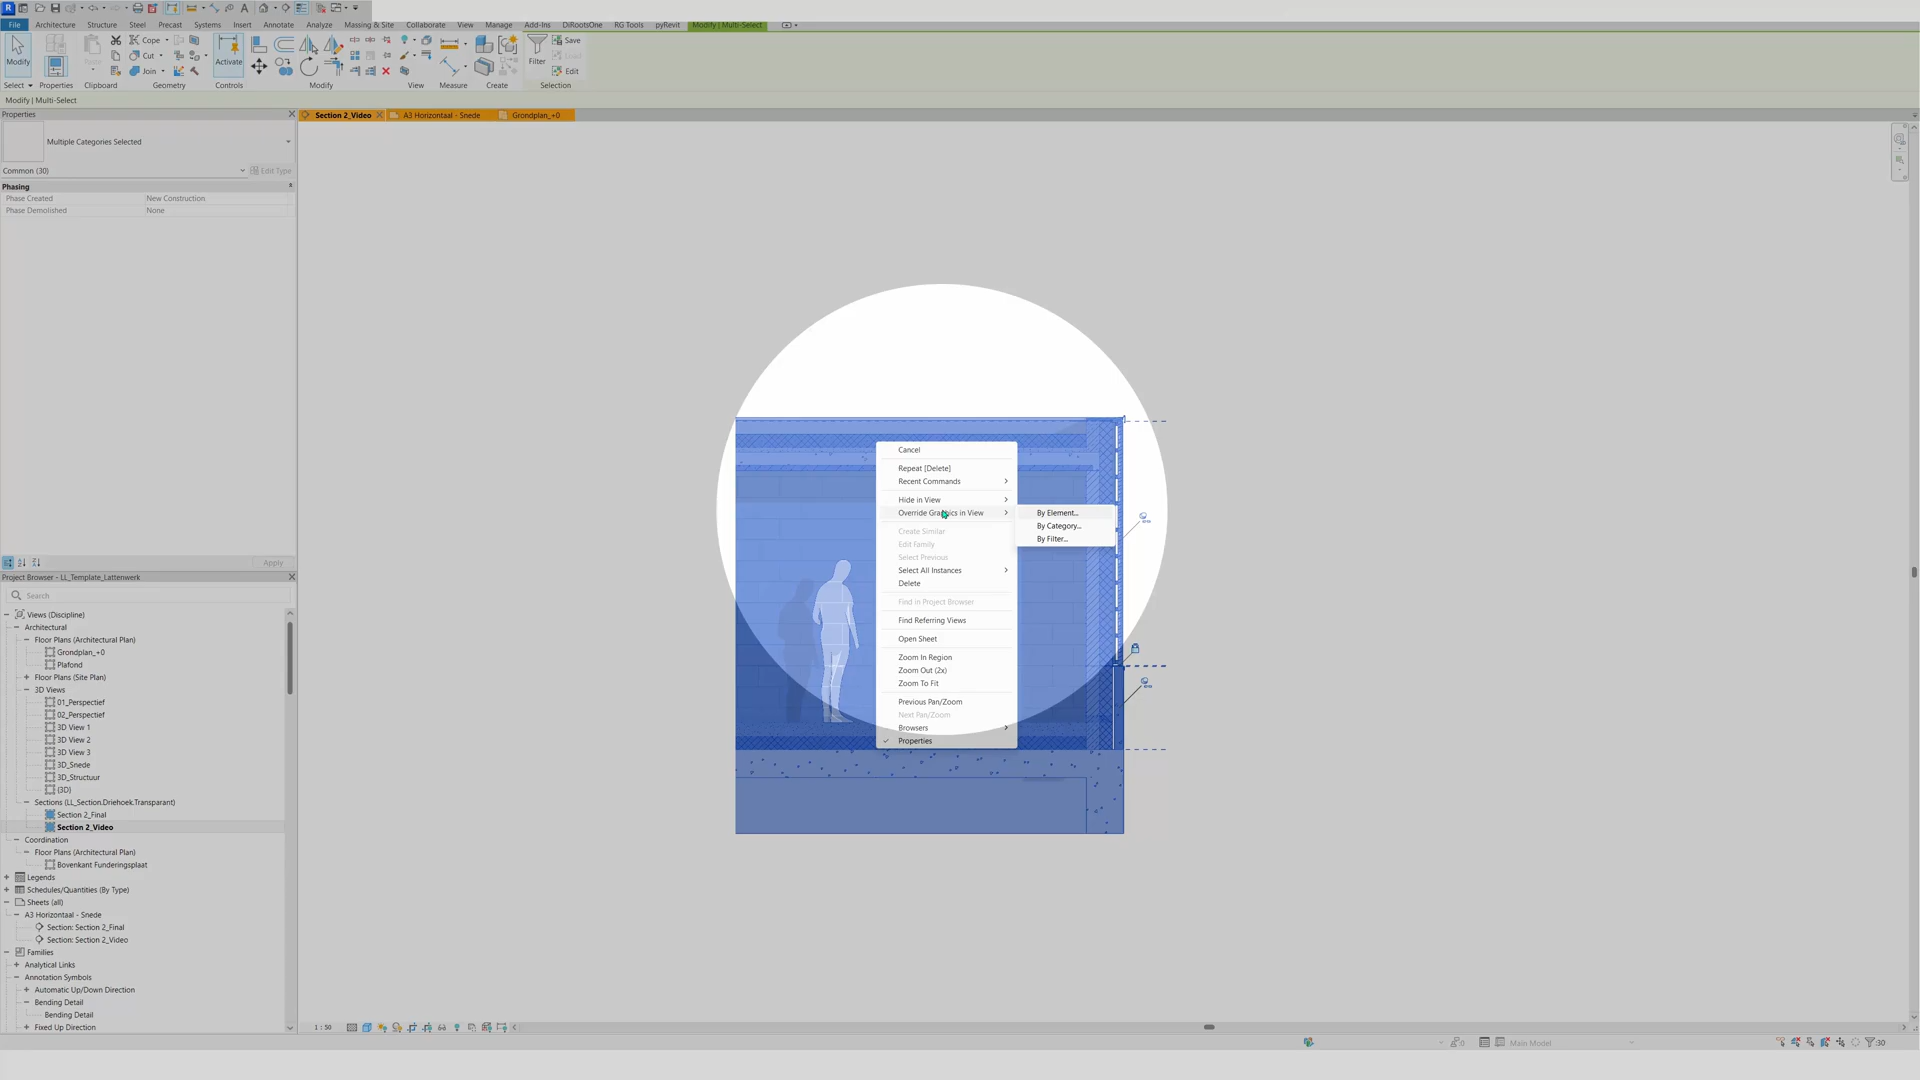 File Architecture Structure Steel Precast Systems Insert Annotate Analyze Massing & Site Collaborate View Manage Add-Ins DiRootsOne RG Tools pyRevit Modify | Multi-Select
Cope
Cut
Join
Modify
Activate
Filter
Save
Edit
Select Properties Clipboard Geometry Controls Modify View Measure Create Selection
Modify | Multi-Select
Properties
Section 2_Video
A3 Horizontaal - Snede
Grondplan_+0
Multiple Categories Selected
Common (30)
Edit Type
Phasing
Phase Created New Construction
Phase Demolished None
Apply
Project Browser - LL_Template_Lattenwerk
Search
Views (Discipline)
Architectural
Floor Plans (Architectural Plan)
Grondplan_+0
Plafond
Floor Plans (Site Plan)
3D Views
01_Perspectief
02_Perspectief
3D View 1
3D View 2
3D View 3
3D_Snede
3D_Structuur
{3D}
Sections (LL_Section.Driehoek.Transparant)
Section 2_Final
Section 2_Video
Coordination
Floor Plans (Architectural Plan)
Bovenkant Funderingsplaat
Legends
Schedules/Quantities (By Type)
Sheets (all)
A3 Horizontaal - Snede
Section: Section 2_Final
Section: Section 2_Video
Families
Analytical Links
Annotation Symbols
Automatic Up/Down Direction
Bending Detail
Bending Detail
Fixed Up Direction
Cancel
Repeat [Delete]
Recent Commands
Hide in View
Override Graphics in View
Create Similar
Edit Family
Select Previous
Select All Instances
Delete
Find in Project Browser
Find Referring Views
Open Sheet
Zoom In Region
Zoom Out (2x)
Zoom To Fit
Previous Pan/Zoom
Next Pan/Zoom
Browsers
Properties
By Element...
By Category...
By Filter...
1 : 50
:0
Main Model
:30